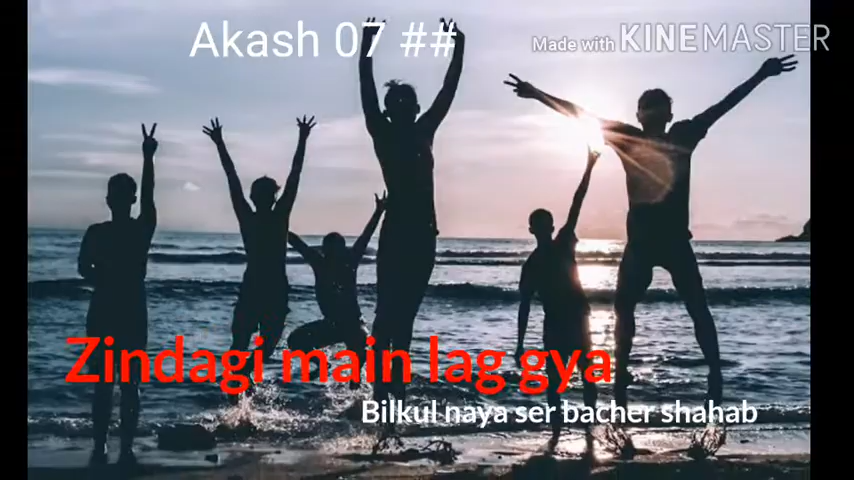 Akash 07 ##
Made with KINEMASTER
Zindagi main lag gya
Bilkul naya ser bacher shahab